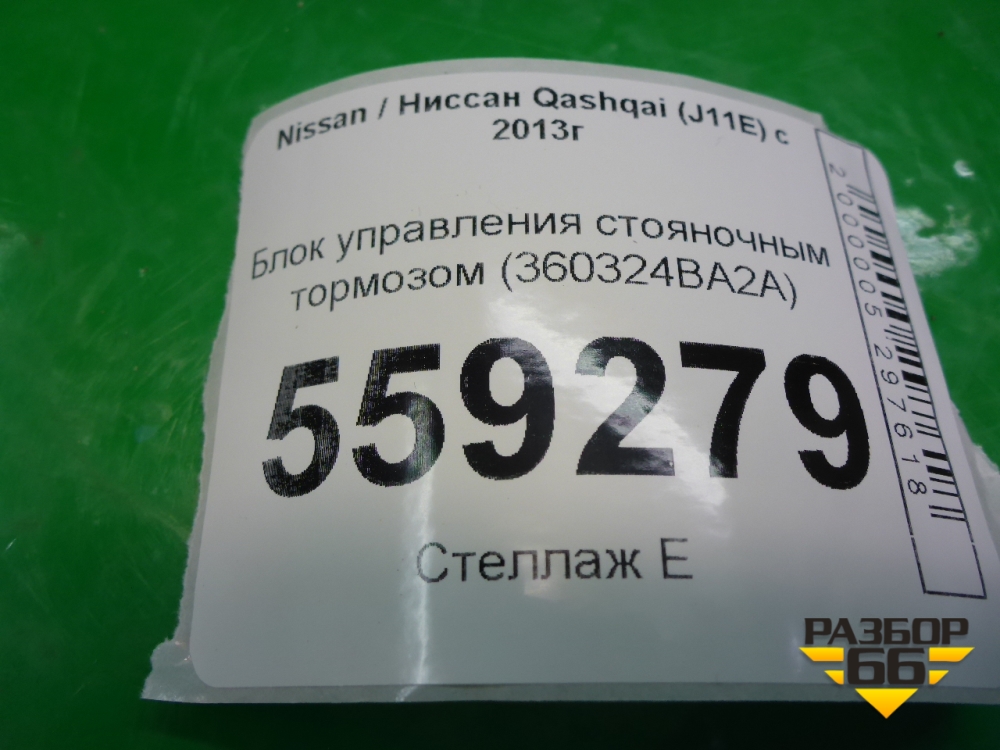 Nissan / Ниссан Qashqai (J11E) с
2013г
Блок управления стояночным
тормозом (360324BA2A)
559279
Стеллаж Е
2000005297618
РАЗБОР
66